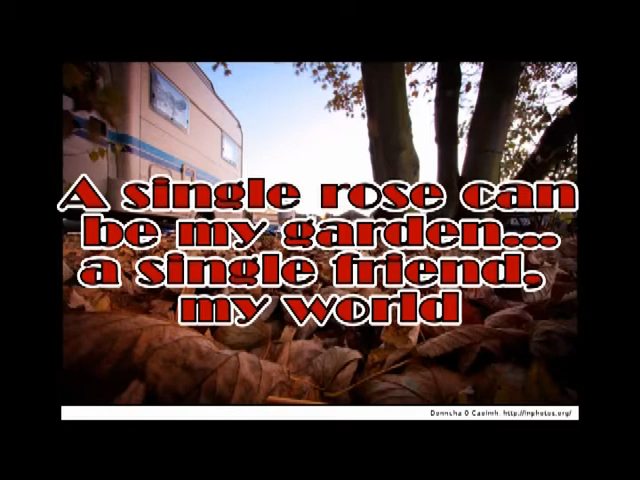 A single rose can
be my garden...
a single friend,
my world
Donncha O Caoimh, http://inphotos.org/